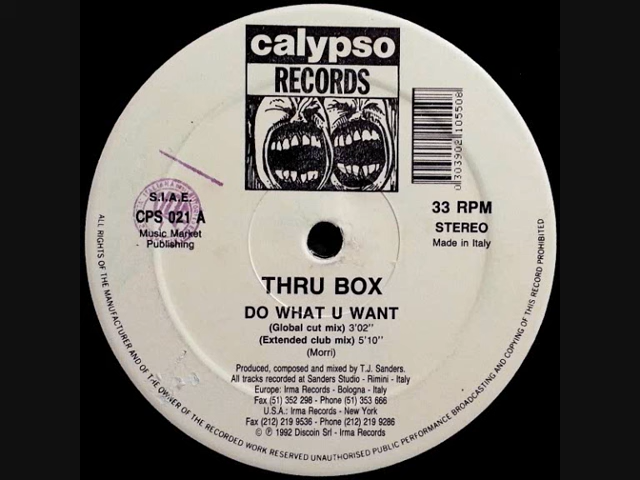 calypso
RECORDS
0 303902 105508
S.I.A.E.
CPS 021 A
Music Market
Publishing
33 RPM
STEREO
Made in Italy
THRU BOX
DO WHAT U WANT
(Global cut mix) 3'02"
(Extended club mix) 5'10"
(Morri)
Produced, composed and mixed by T.J. Sanders.
All tracks recorded at Sanders Studio - Rimini - Italy
Europe: Irma Records - Bologna - Italy
Fax (51) 352 298 - Phone (51) 353 666
U.S.A.: Irma Records - New York
Fax (212) 219 9536 - Phone (212) 219 9286
© ℗ 1992 Discoin Srl - Irma Records
ALL RIGHTS OF THE MANUFACTURER AND OF THE OWNER OF THE RECORDED WORK RESERVED UNAUTHORISED PUBLIC PERFORMANCE BROADCASTING AND COPYING OF THIS RECORD PROHIBITED